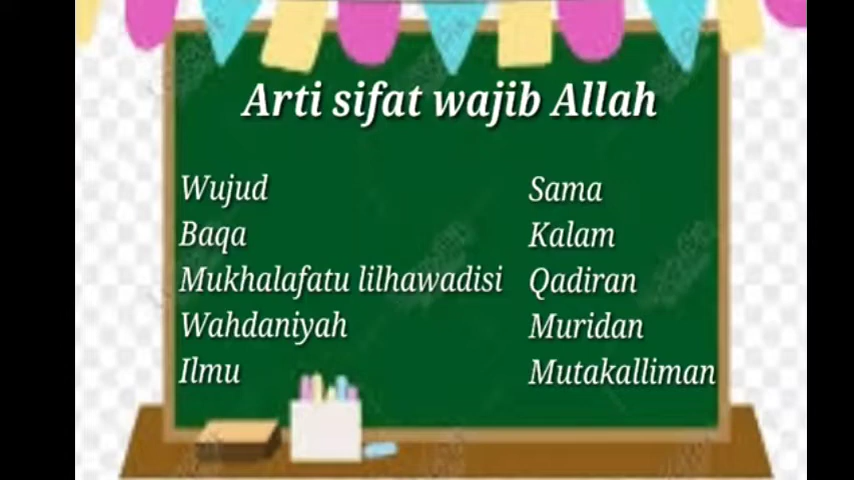 Arti sifat wajib Allah
Wujud
Baqa
Mukhalafatu lilhawadisi
Wahdaniyah
Ilmu
Sama
Kalam
Qadiran
Muridan
Mutakalliman